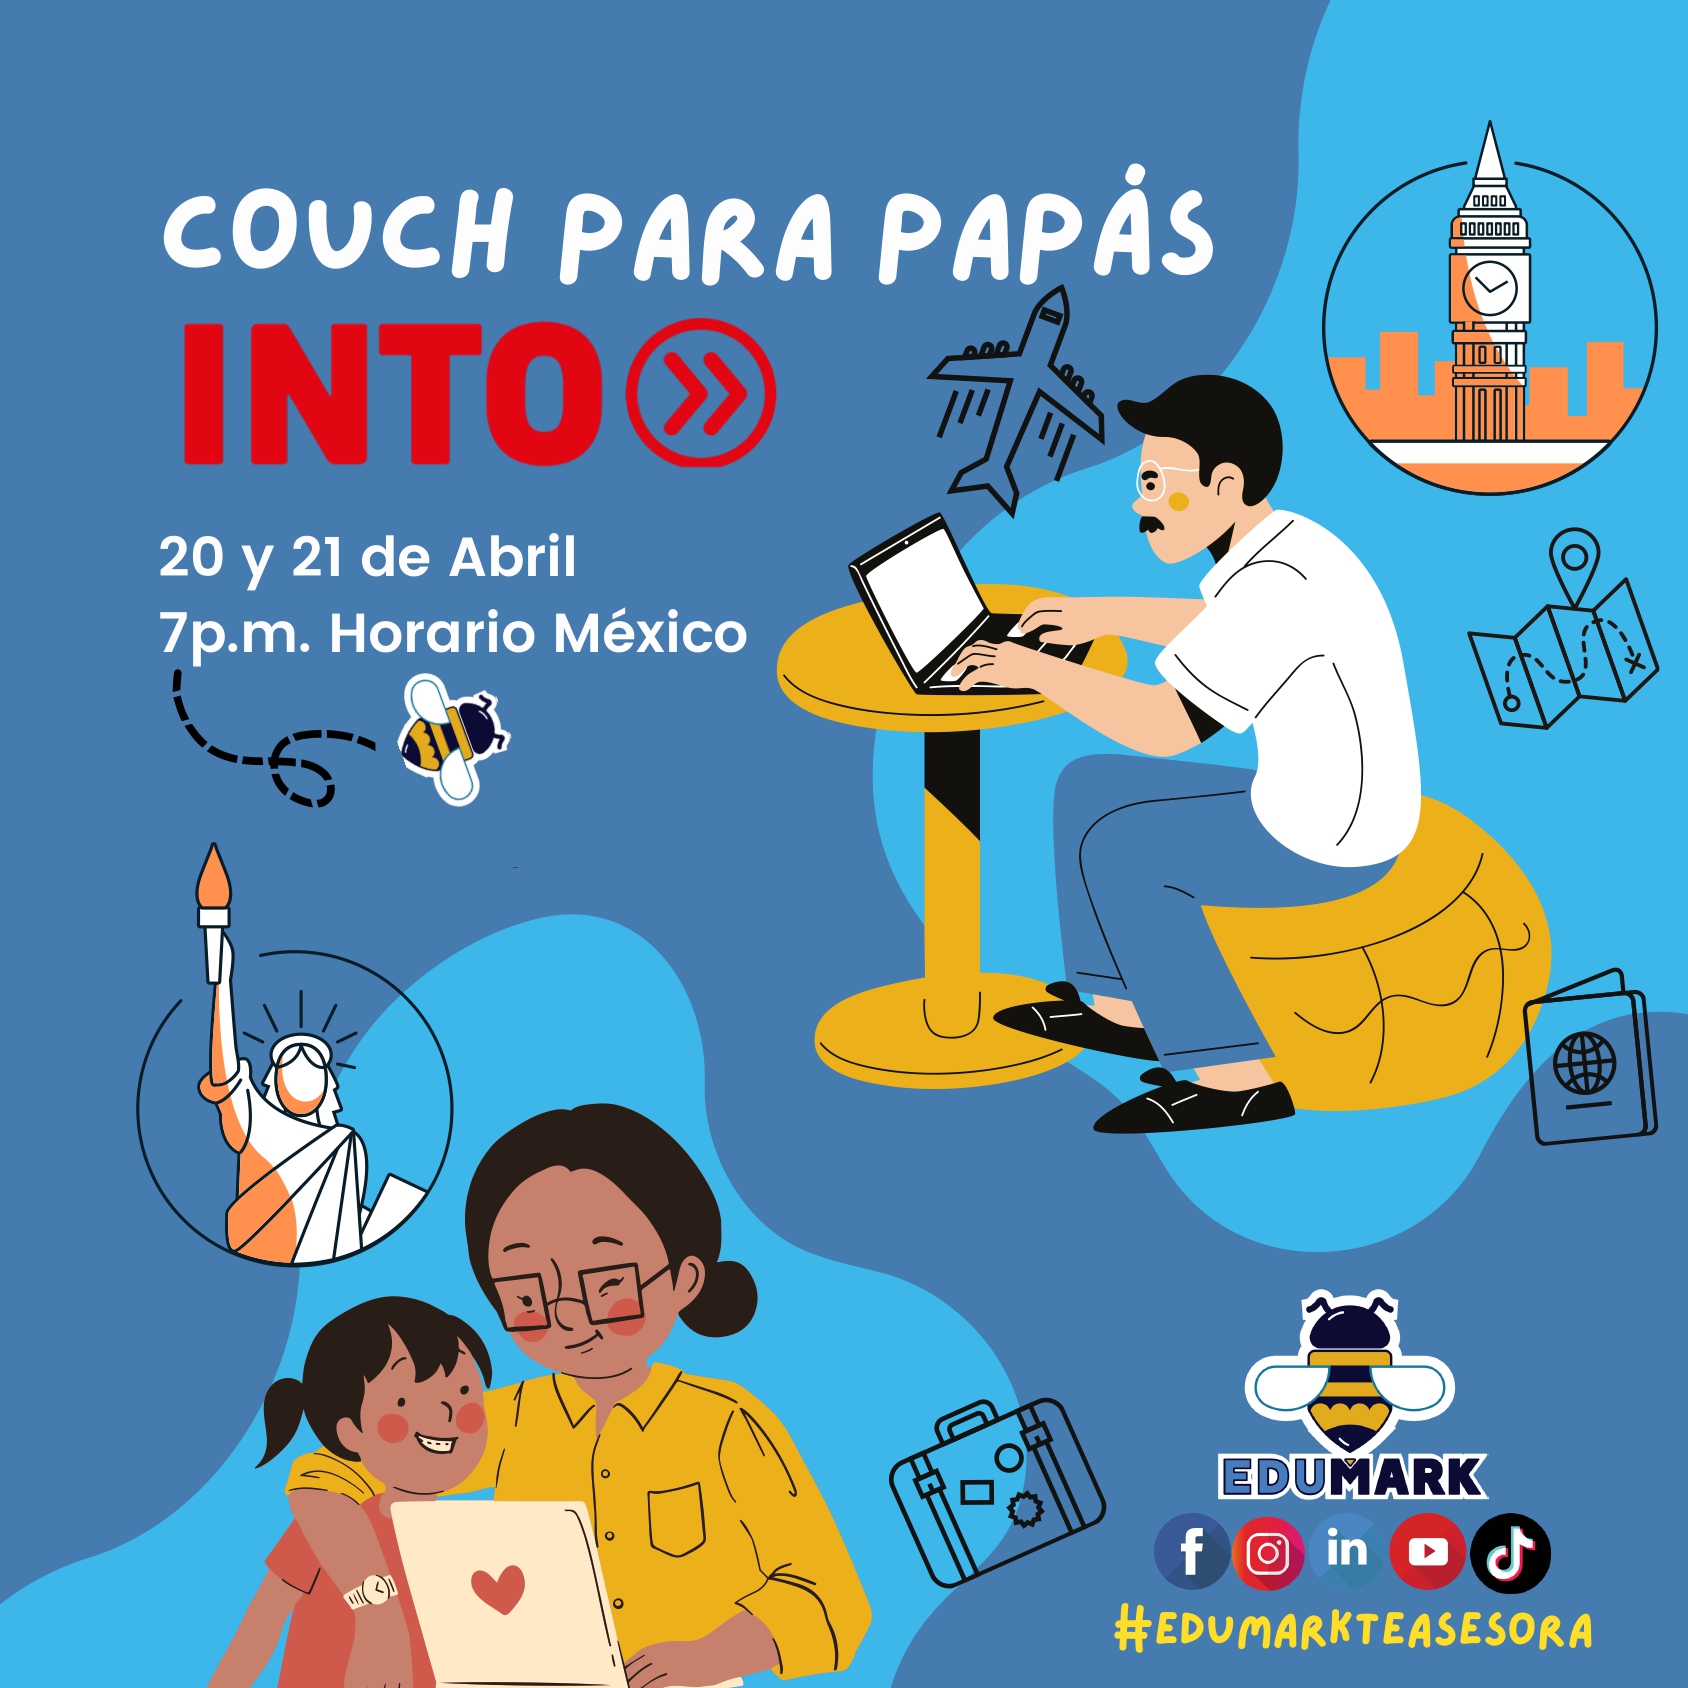 COUCH PARA PAPÁS
INTO
20 y 21 de Abril
7p.m. Horario México
EDUMARK
#EDUMARKTEASESORA